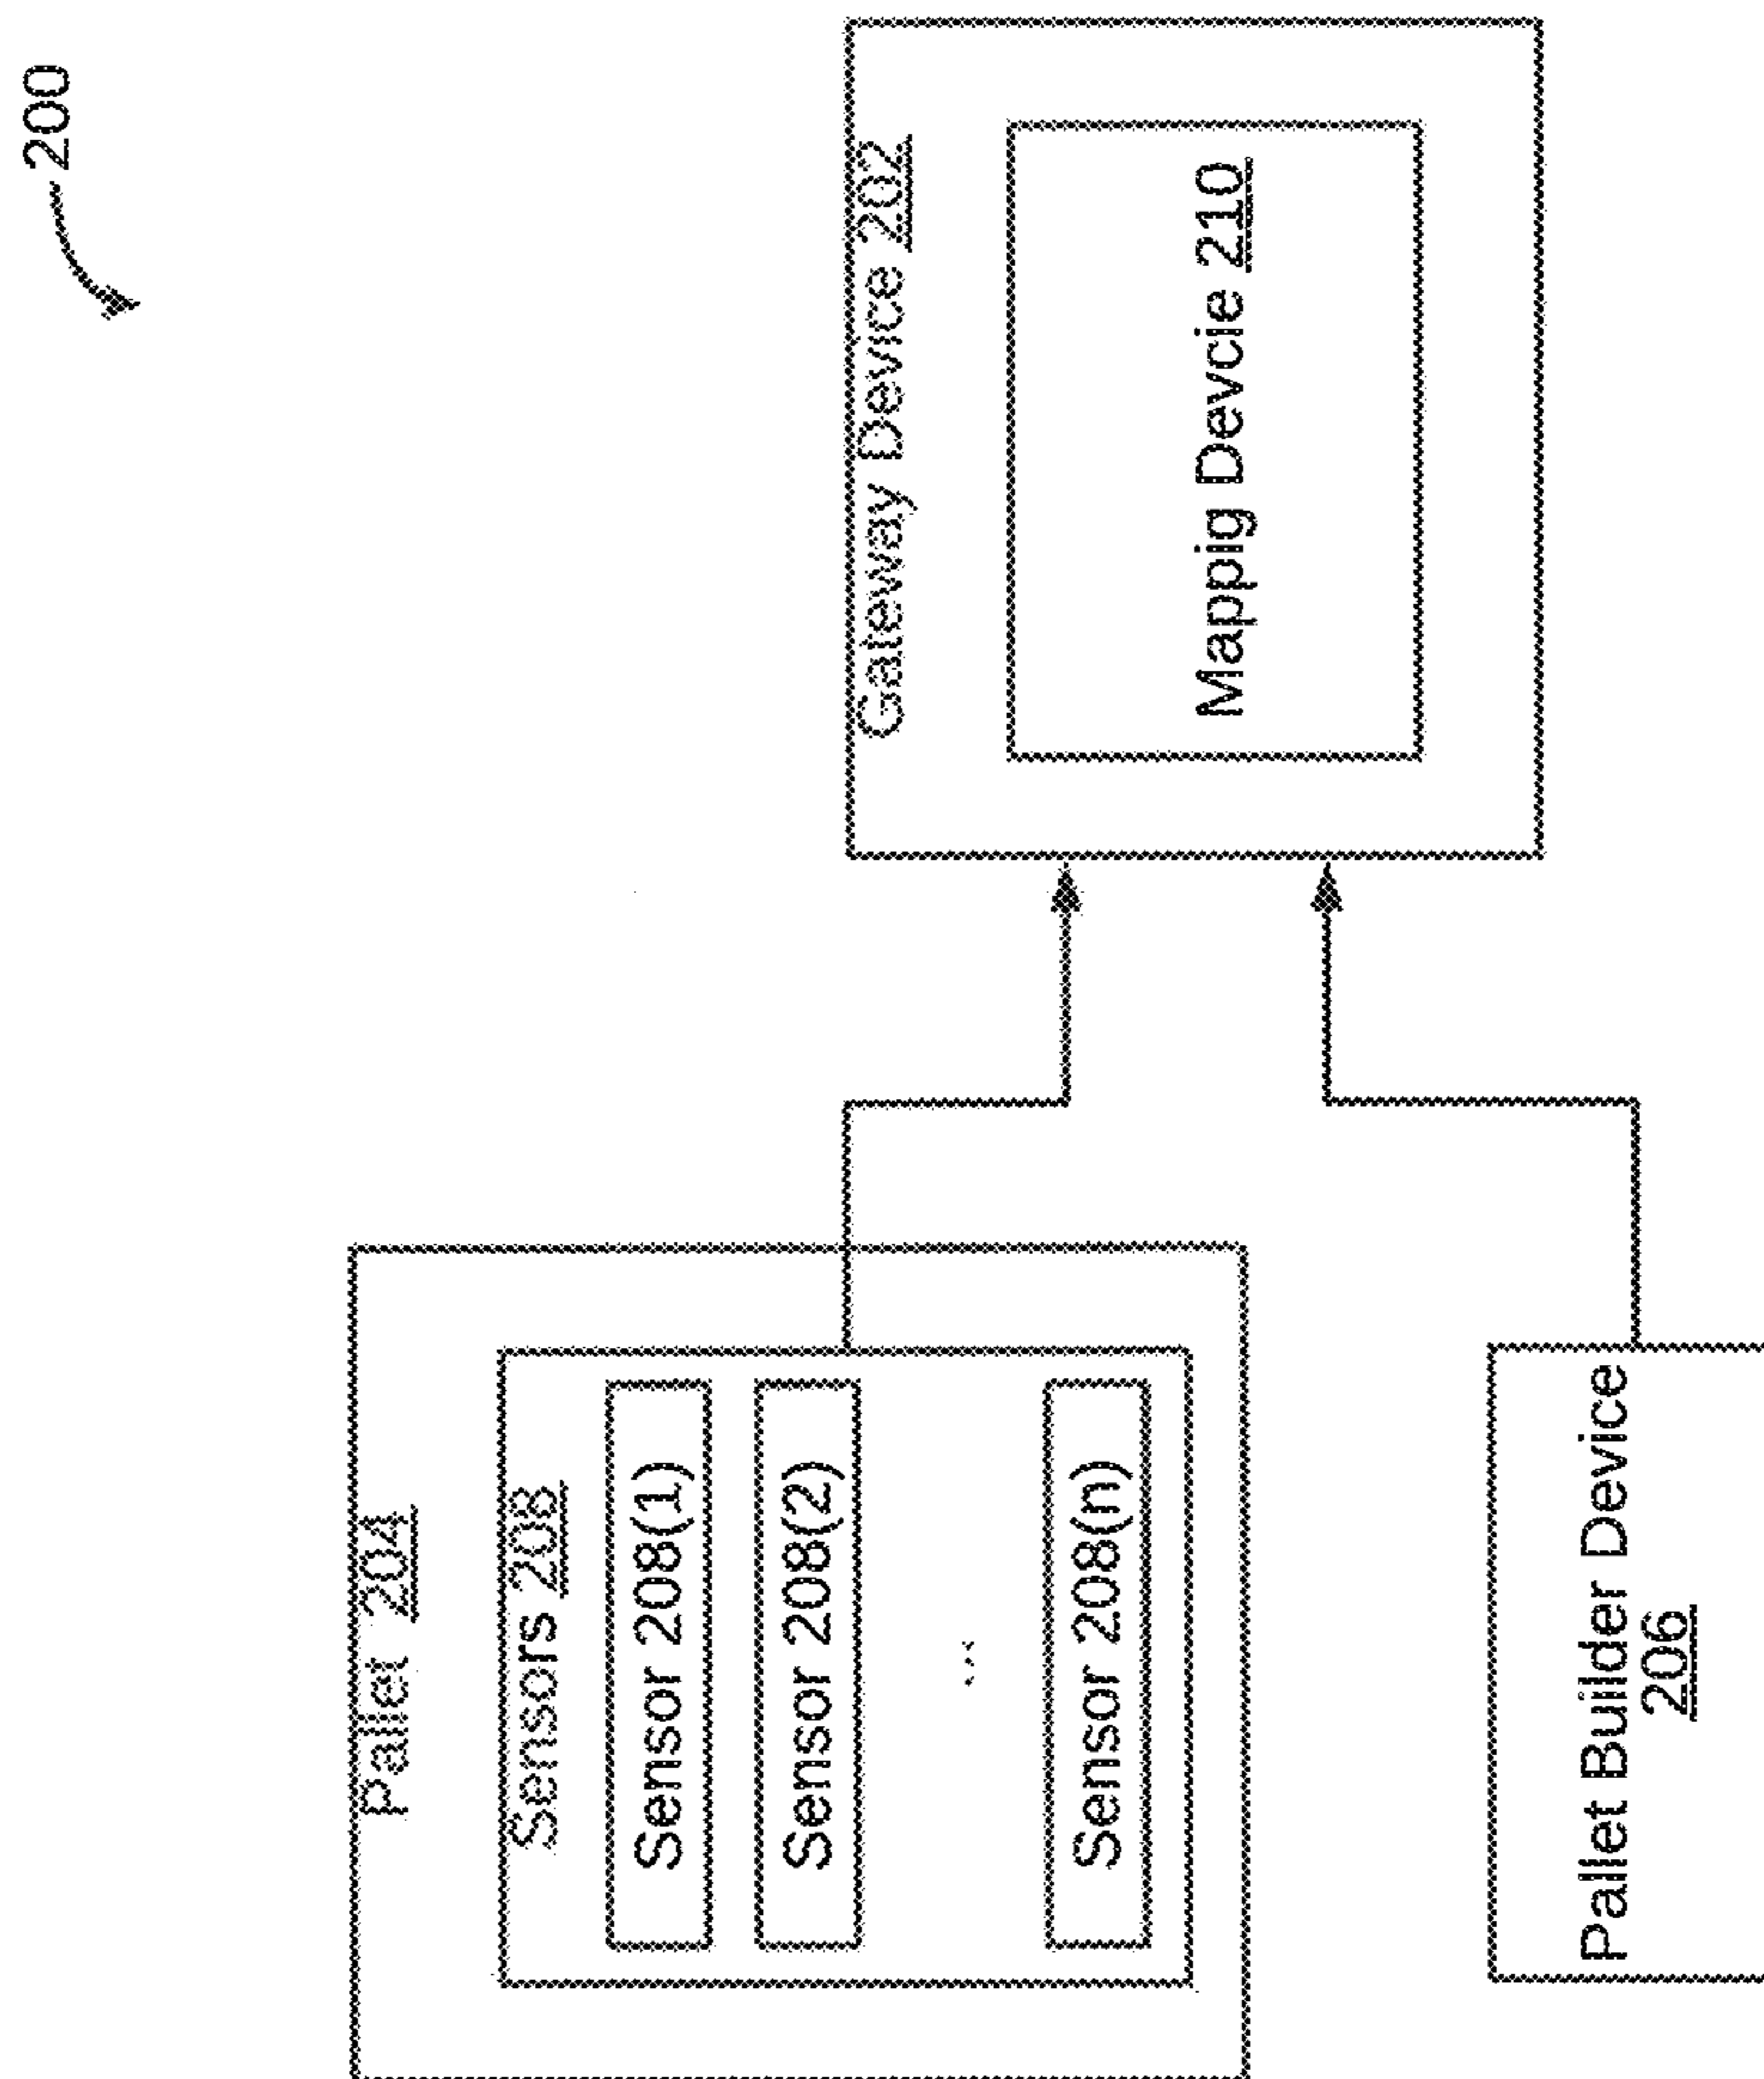 200
Pallet 204
Sensors 208
Sensor 208(1)
Sensor 208(2)
...
Sensor 208(n)
Pallet Builder Device
206
Gateway Device 202
Mappig Devcie 210